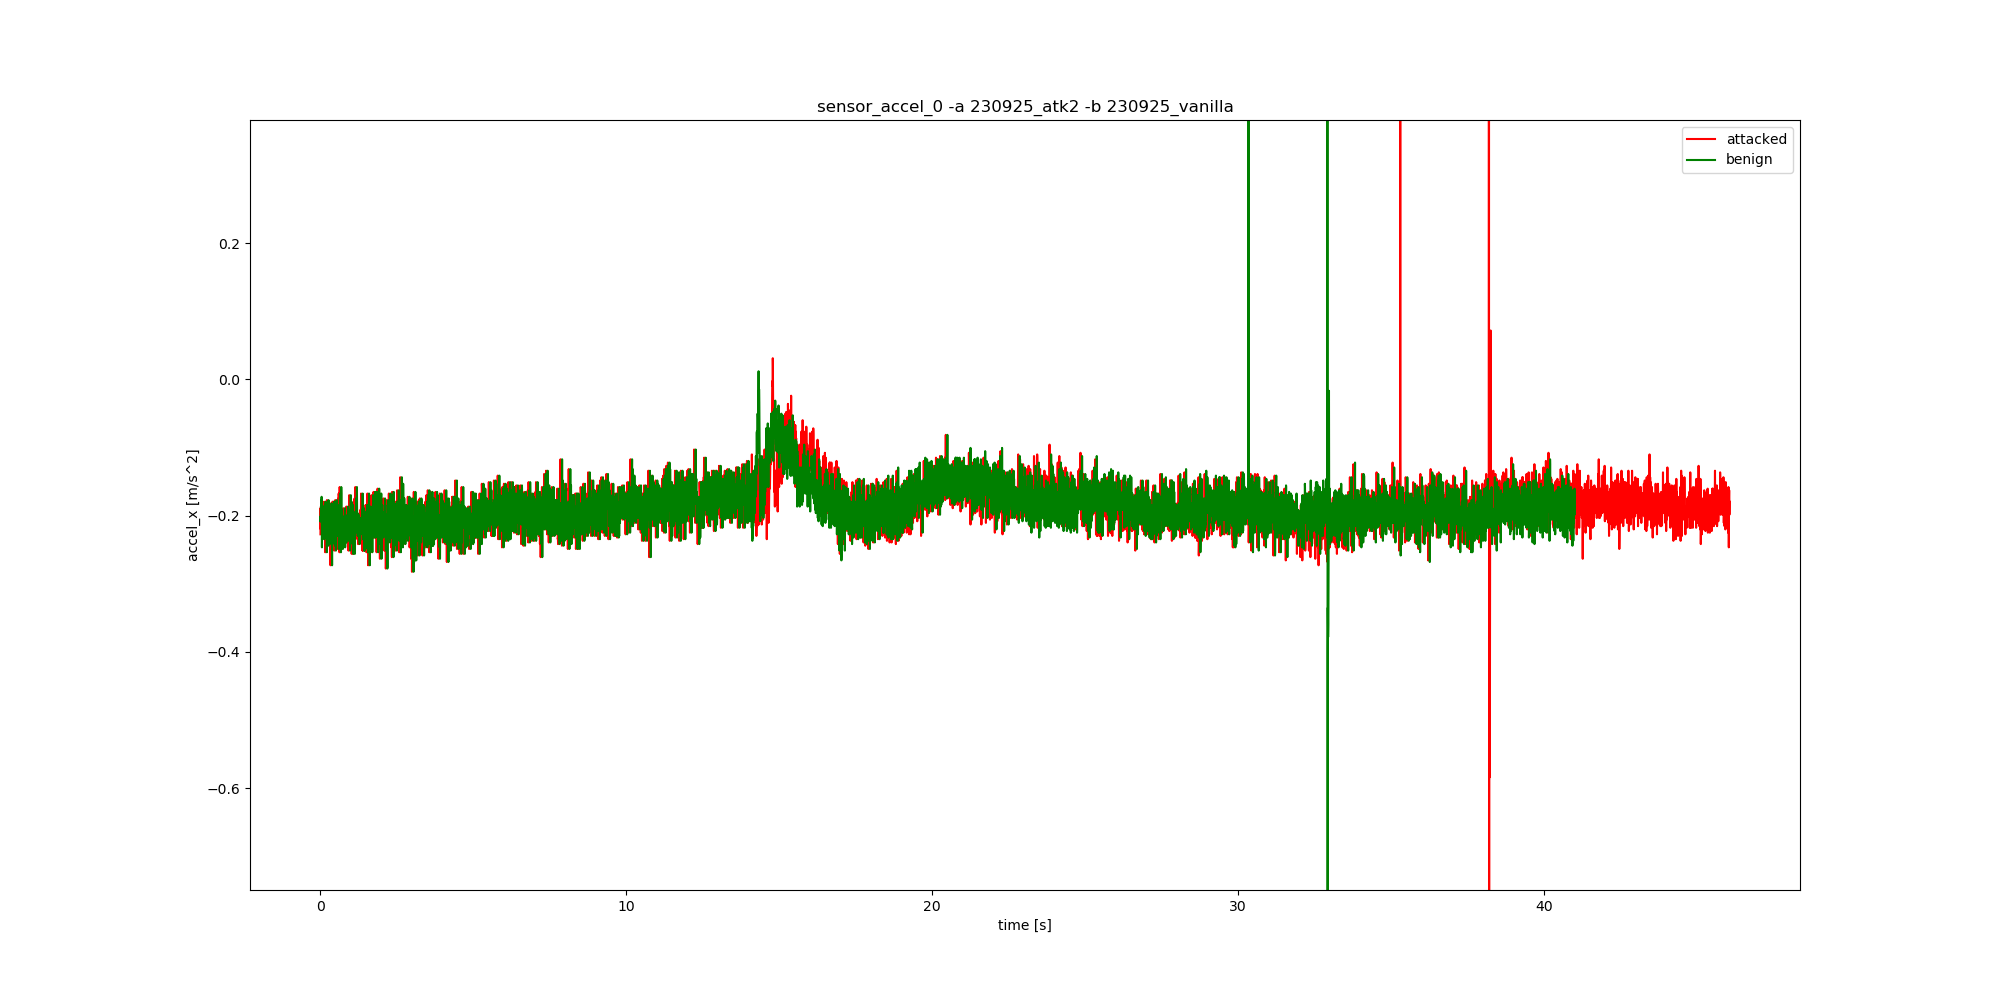 sensor_accel_0 -a 230925_atk2 -b 230925_vanilla
attacked
benign
0.2
0.0
−0.2
−0.4
−0.6
accel_x [m/s^2]
0 10 20 30 40
time [s]